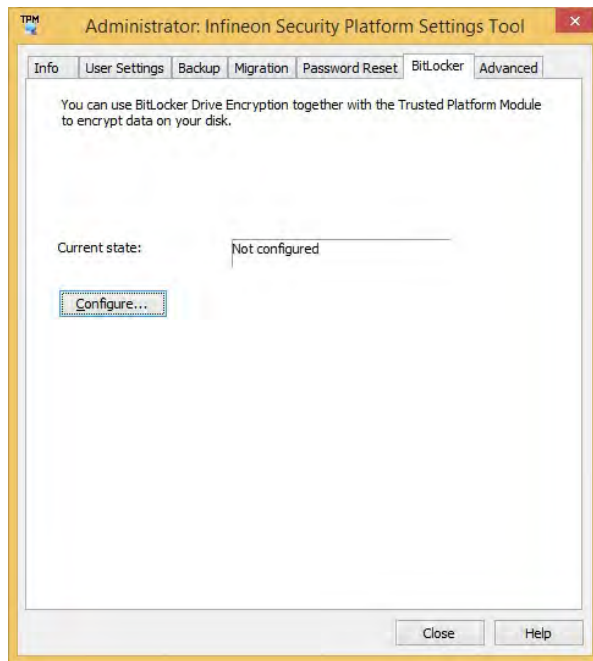 TPM
Administrator: Infineon Security Platform Settings Tool
Info User Settings Backup Migration Password Reset BitLocker Advanced
You can use BitLocker Drive Encryption together with the Trusted Platform Module
to encrypt data on your disk.
Current state: Not configured
Configure...
Close Help